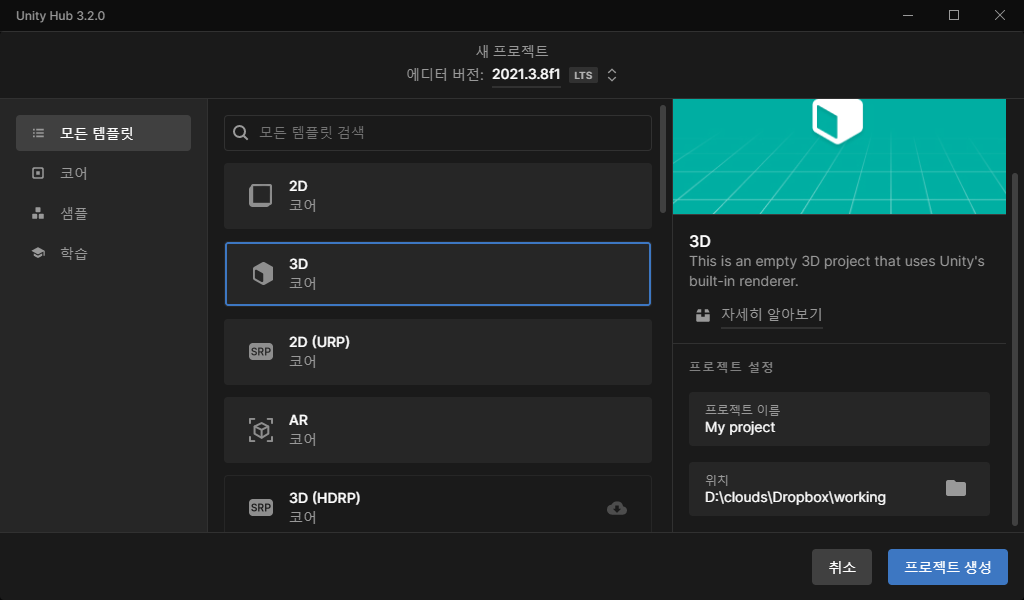 Unity Hub 3.2.0
새 프로젝트
에디터 버전: 2021.3.8f1 LTS
모든 템플릿
코어
샘플
학습
모든 템플릿 검색
2D
코어
3D
코어
SRP
2D (URP)
코어
AR
코어
SRP
3D (HDRP)
코어
3D
This is an empty 3D project that uses Unity's
built-in renderer.
자세히 알아보기
프로젝트 설정
프로젝트 이름
My project
위치
D:\clouds\Dropbox\working
취소
프로젝트 생성